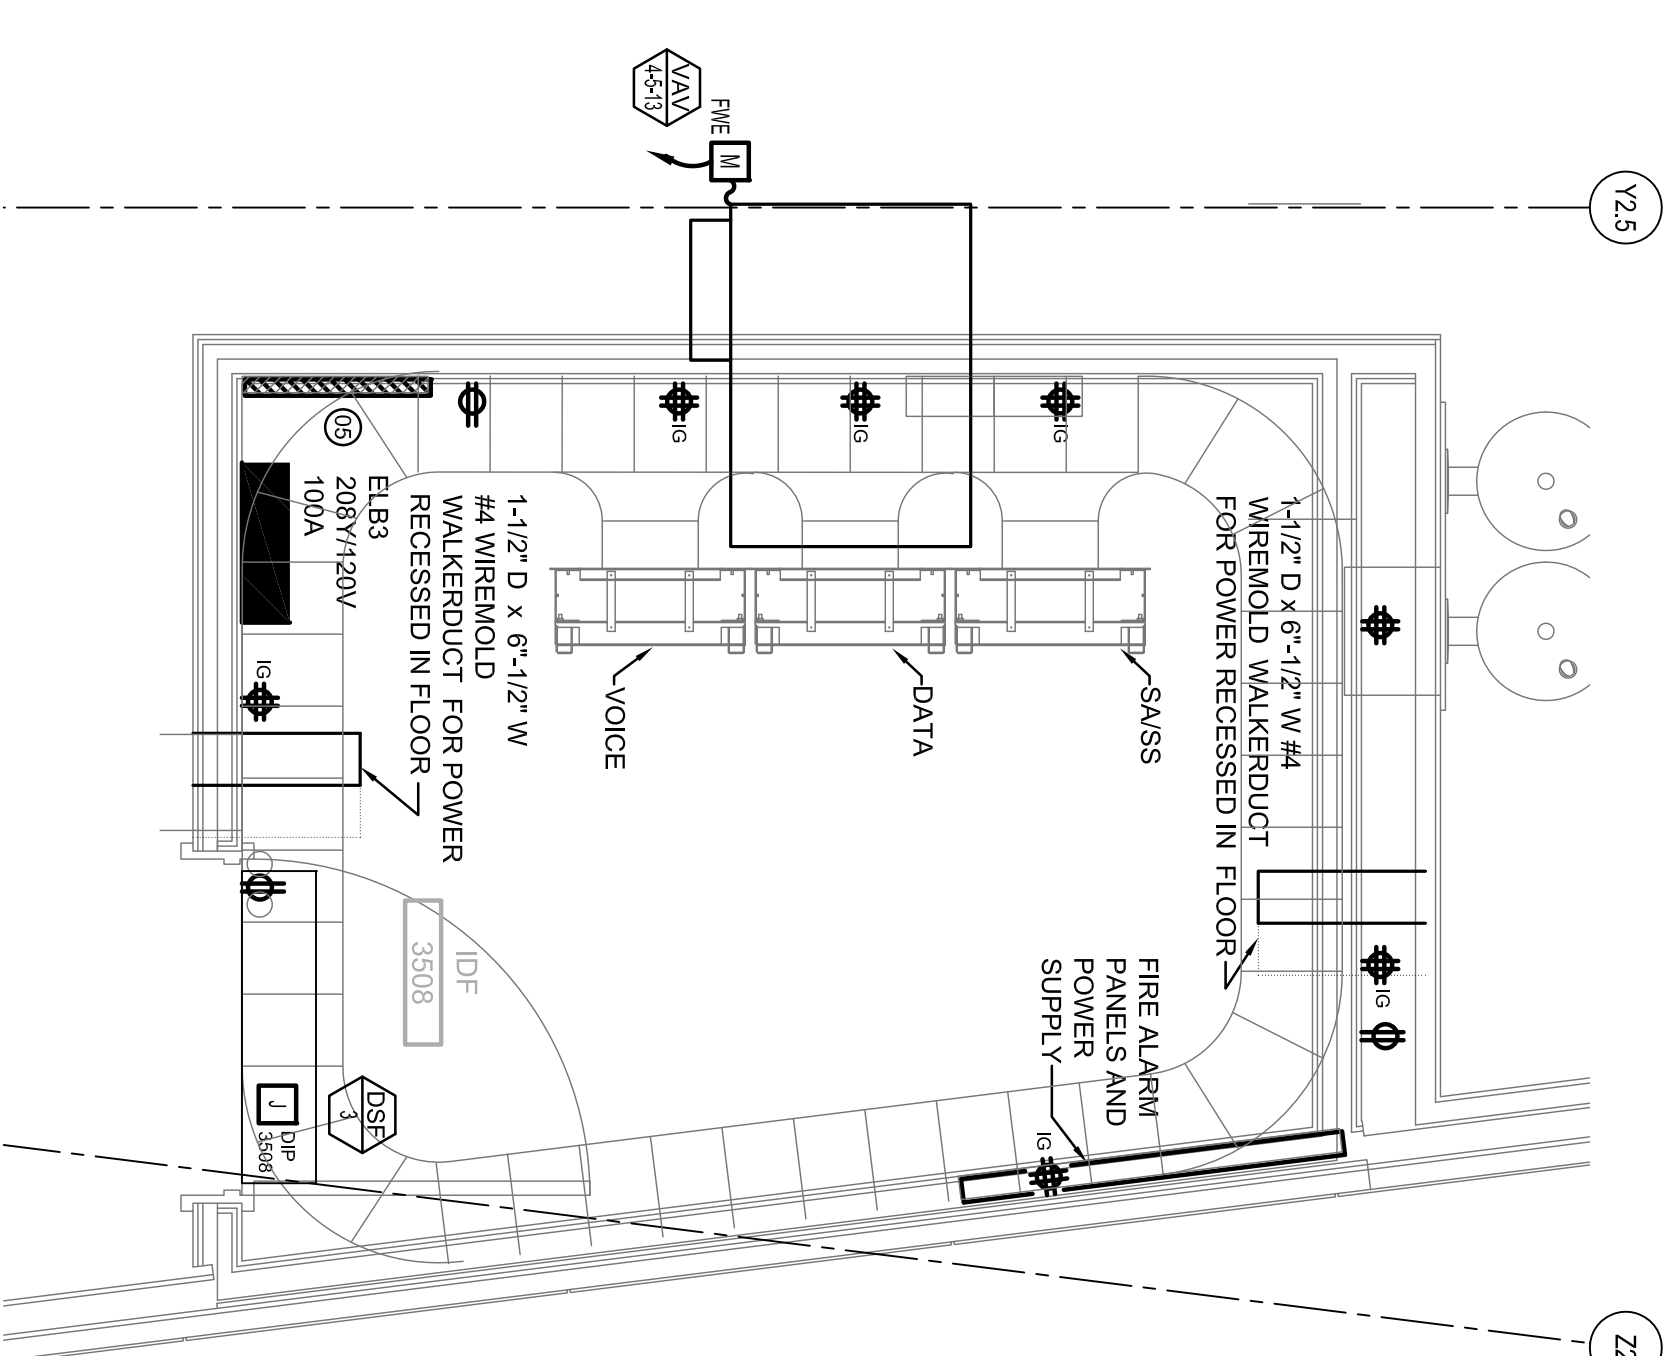 VAV
4-5-13
FWE
M
Y2.5
05
ELB3
208Y/120V
100A
IG
IG
IG
1-1/2" D x 6"-1/2" W
#4 WIREMOLD
WALKERDUCT FOR POWER
RECESSED IN FLOOR
1-1/2" D x 6"-1/2" W #4
WIREMOLD WALKERDUCT
FOR POWER RECESSED IN FLOOR
IG
VOICE
DATA
SA/SS
IDF
3508
FIRE ALARM
PANELS AND
POWER
SUPPLY
IG
IG
DSF
3
J
DIP
3508